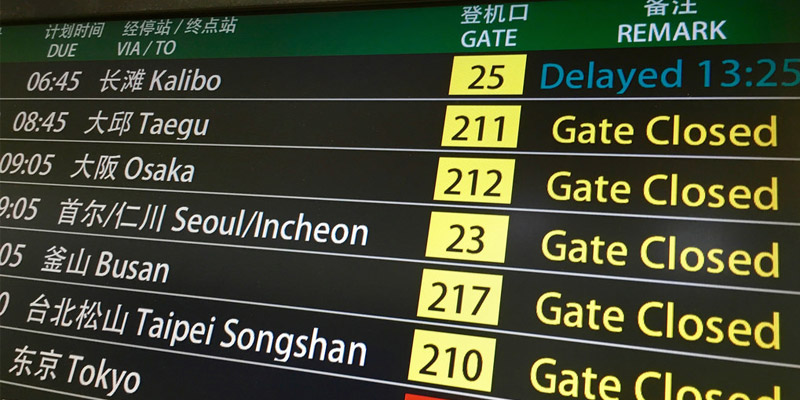 计划时间 经停站 / 终点站 登机口 备注
DUE VIA / TO GATE REMARK
06:45 长滩 Kalibo 25 Delayed 13:25
08:45 大邱 Taegu 211 Gate Closed
09:05 大阪 Osaka 212 Gate Closed
9:05 首尔/仁川 Seoul/Incheon 23 Gate Closed
05 釜山 Busan 217 Gate Closed
0 台北松山 Taipei Songshan 210 Gate Closed
东京 Tokyo